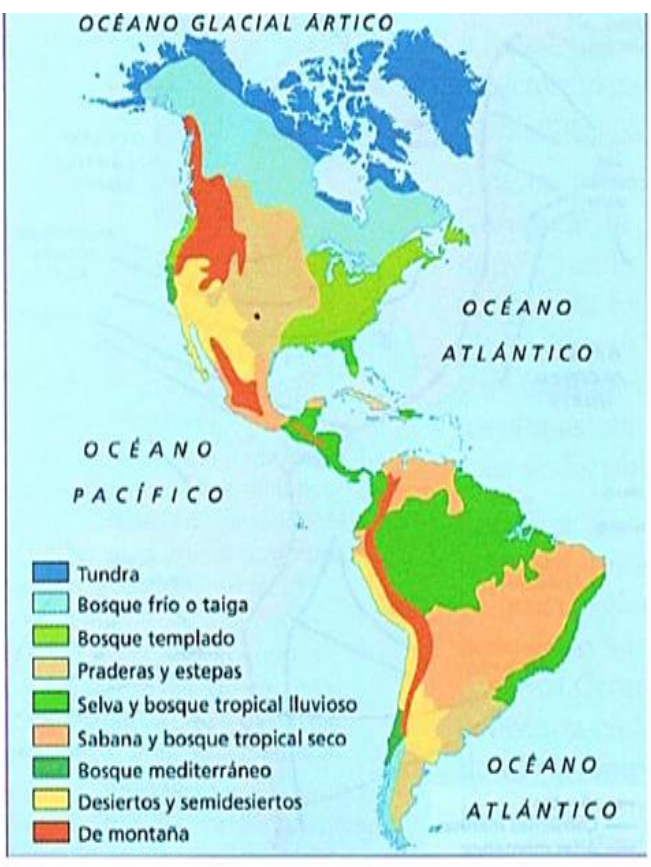 OCÉANO GLACIAL ÁRTICO
OCÉANO
ATLÁNTICO
OCÉANO
PACÍFICO
Tundra
Bosque frío o taiga
Bosque templado
Praderas y estepas
Selva y bosque tropical lluvioso
Sabana y bosque tropical seco
Bosque mediterráneo
Desiertos y semidesiertos
De montaña
OCÉANO
ATLÁNTICO